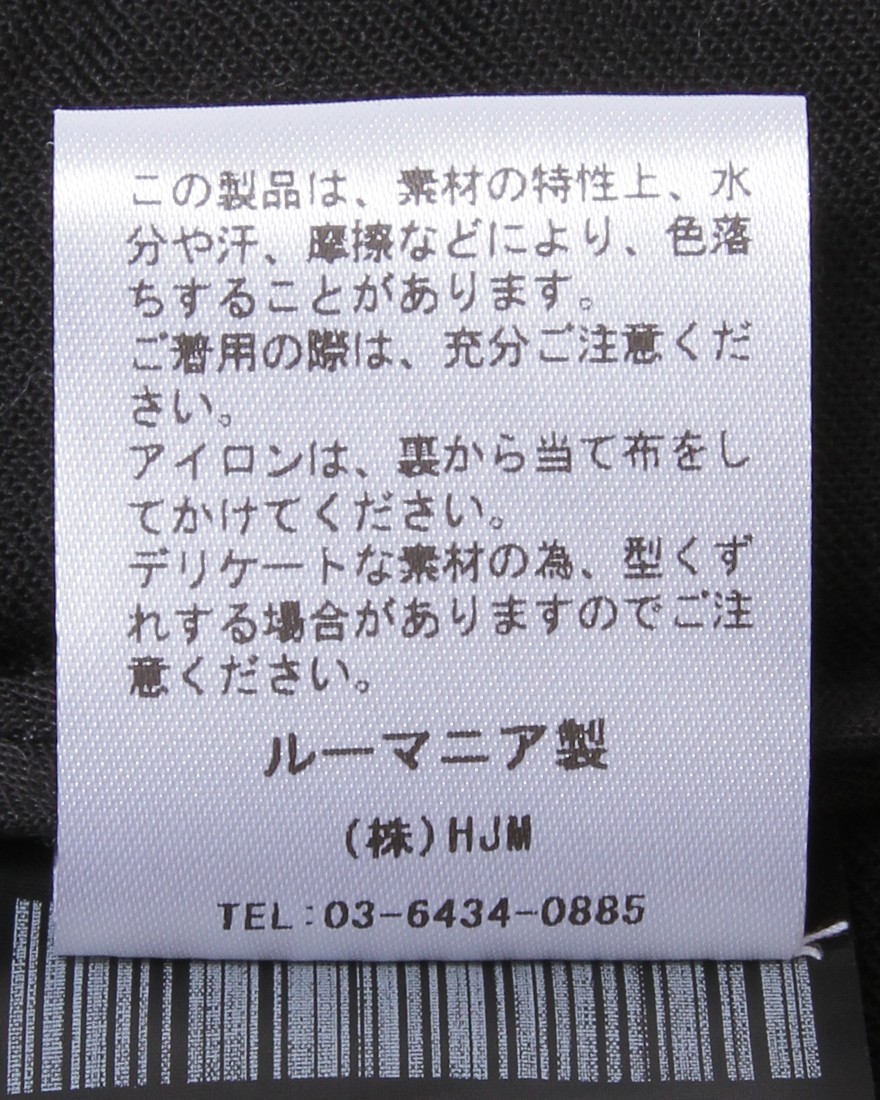 この製品は、素材の特性上、水
分や汗、摩擦などにより、色落
ちすることがあります。
ご着用の際は、充分ご注意くだ
さい。
アイロンは、裏から当て布をし
てかけてください。
デリケートな素材の為、型くず
れする場合がありますのでご注
意ください。
ルーマニア製
(株)HJM
TEL:03-6434-0885